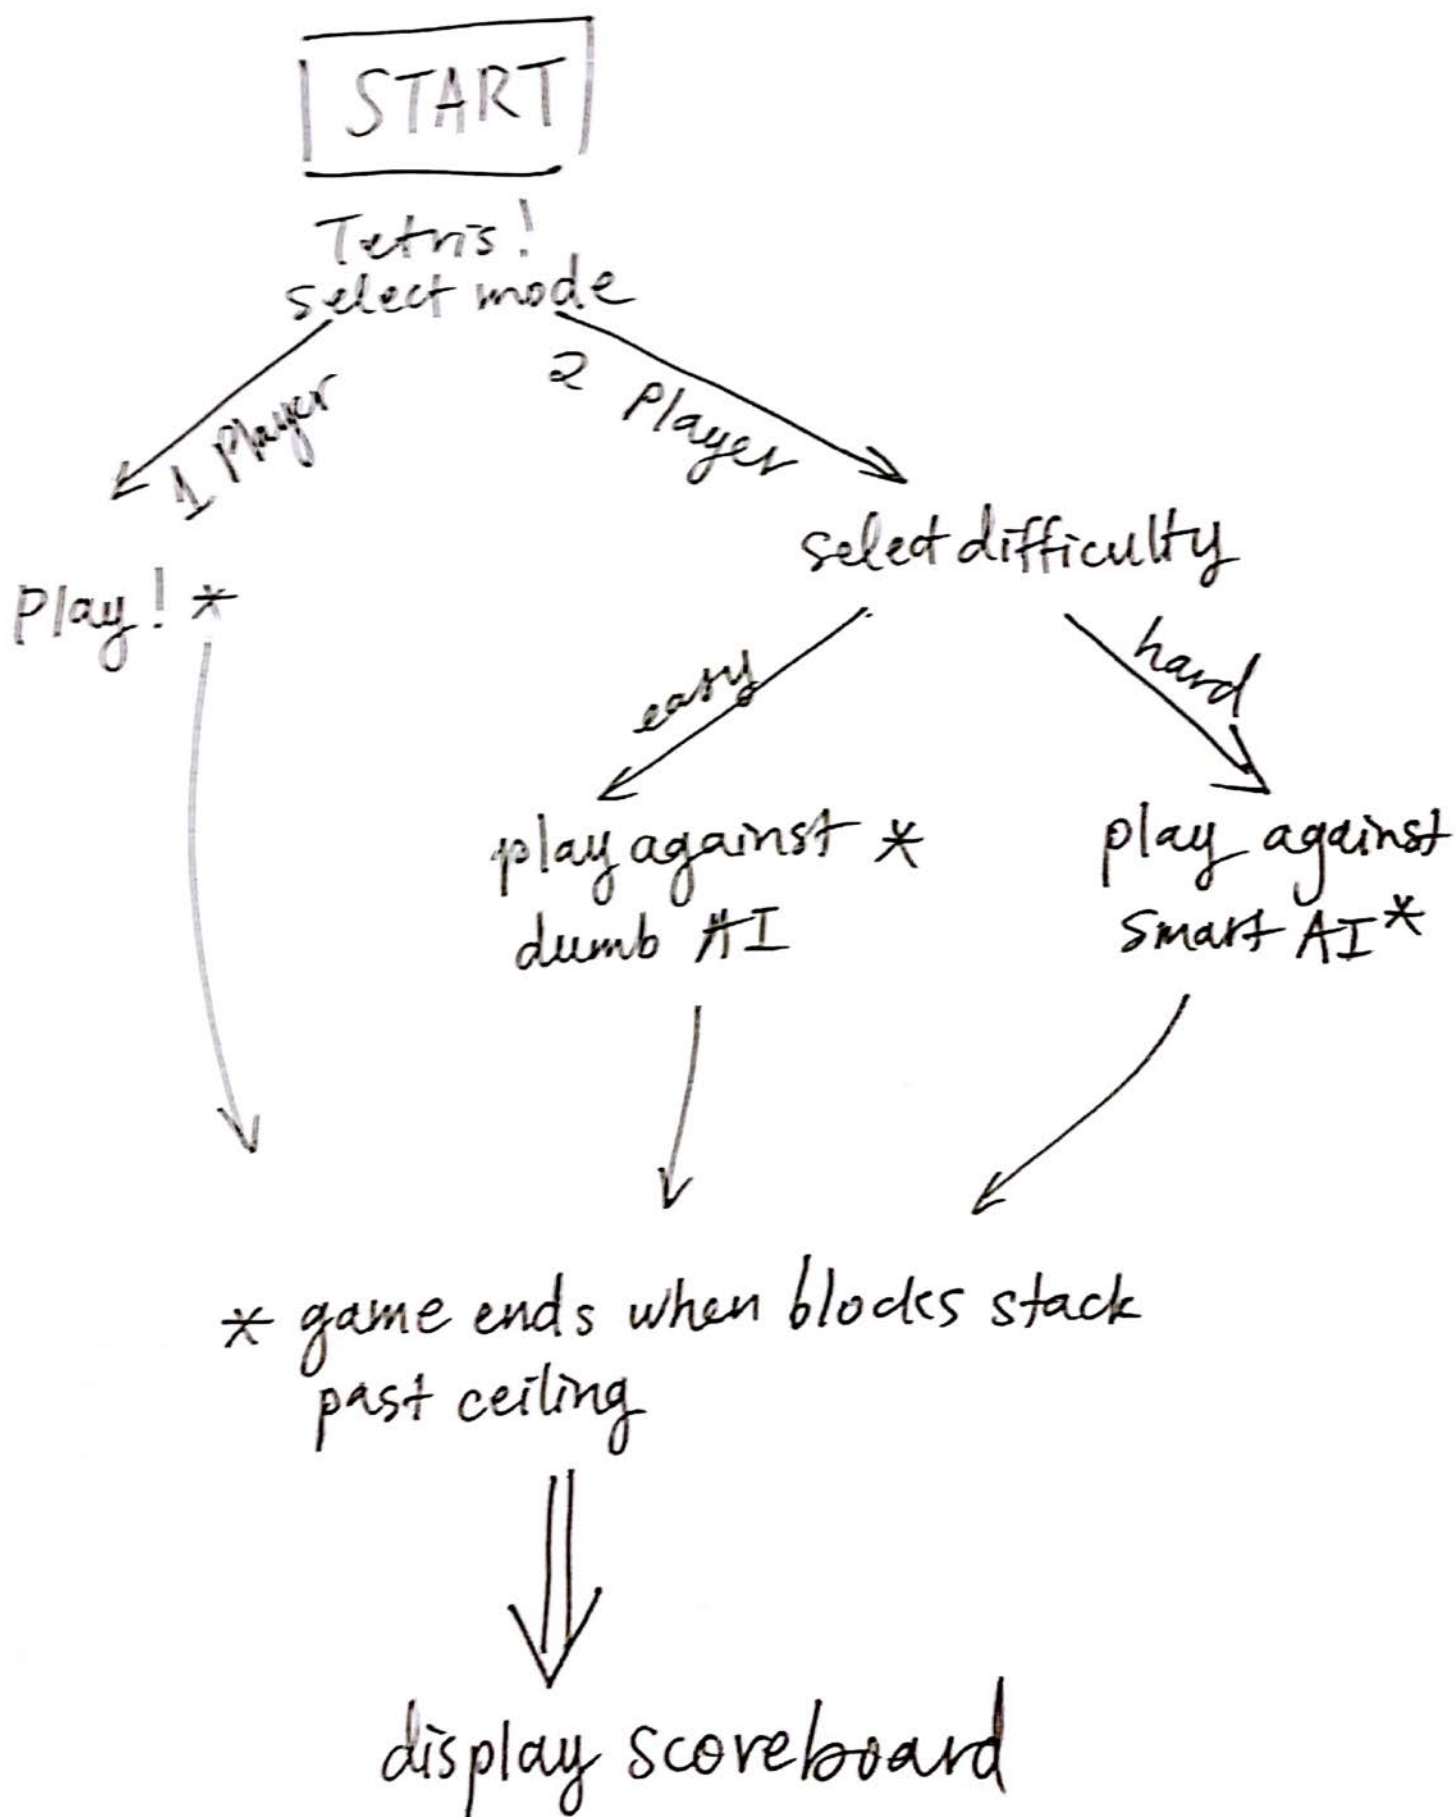 START
Tetris!
select mode
1 Player
2 Player
Play! *
select difficulty
easy
hard
play against *
dumb AI
play against
smart AI *
* game ends when blocks stack
past ceiling
display scoreboard